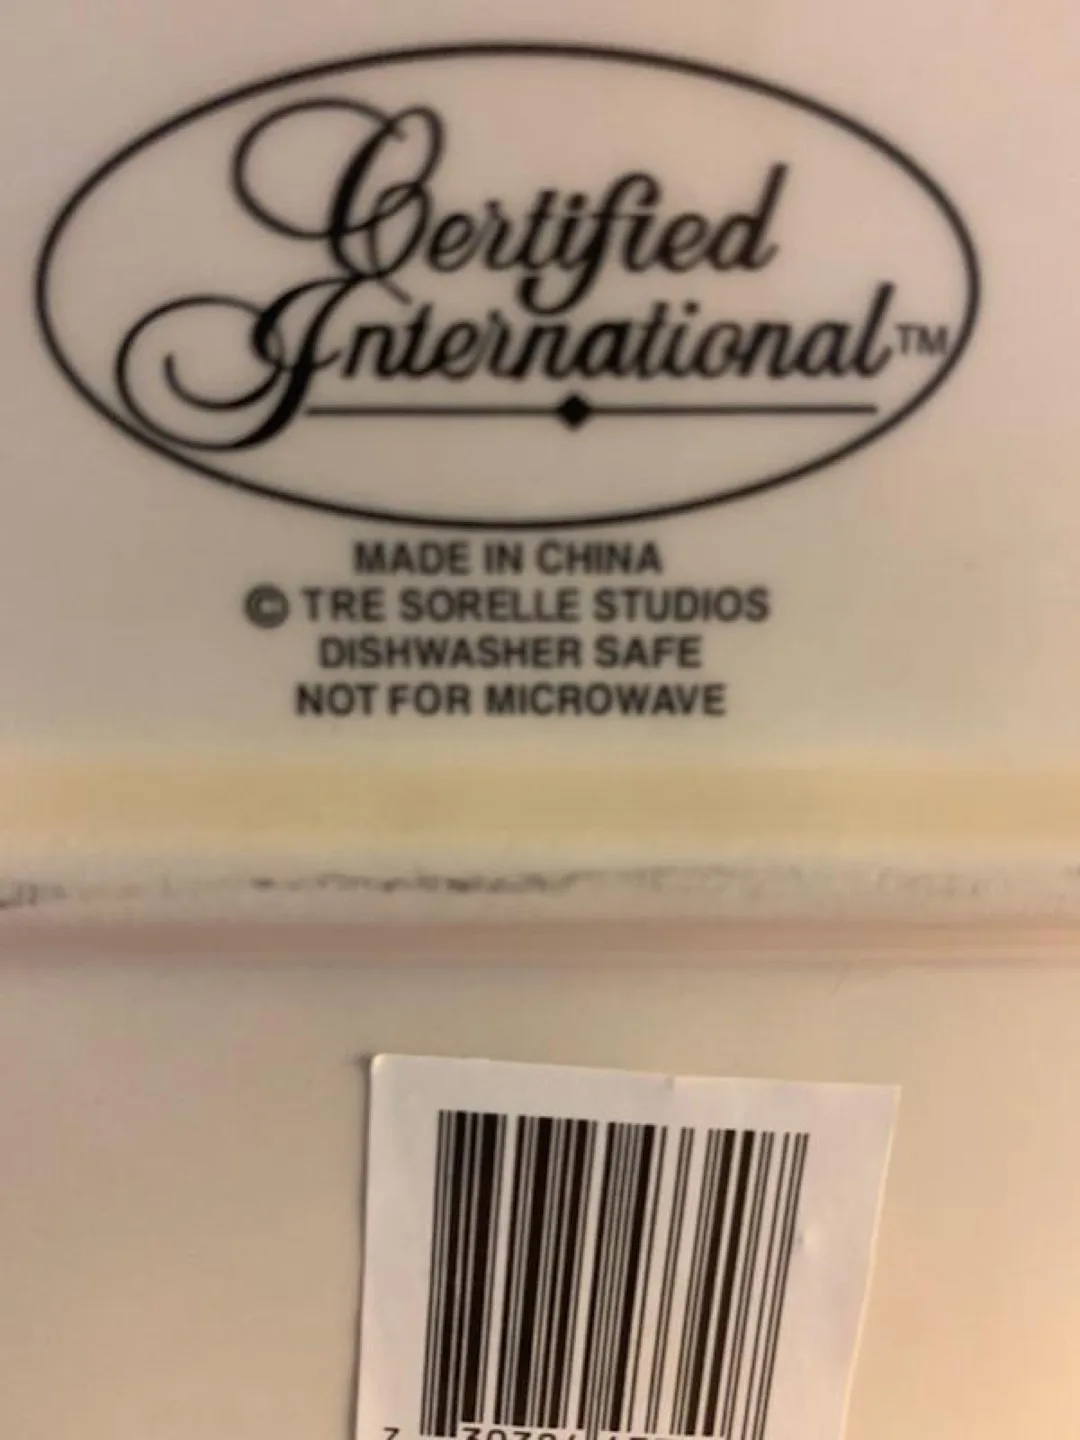 Certified
International™
MADE IN CHINA
© TRE SORELLE STUDIOS
DISHWASHER SAFE
NOT FOR MICROWAVE